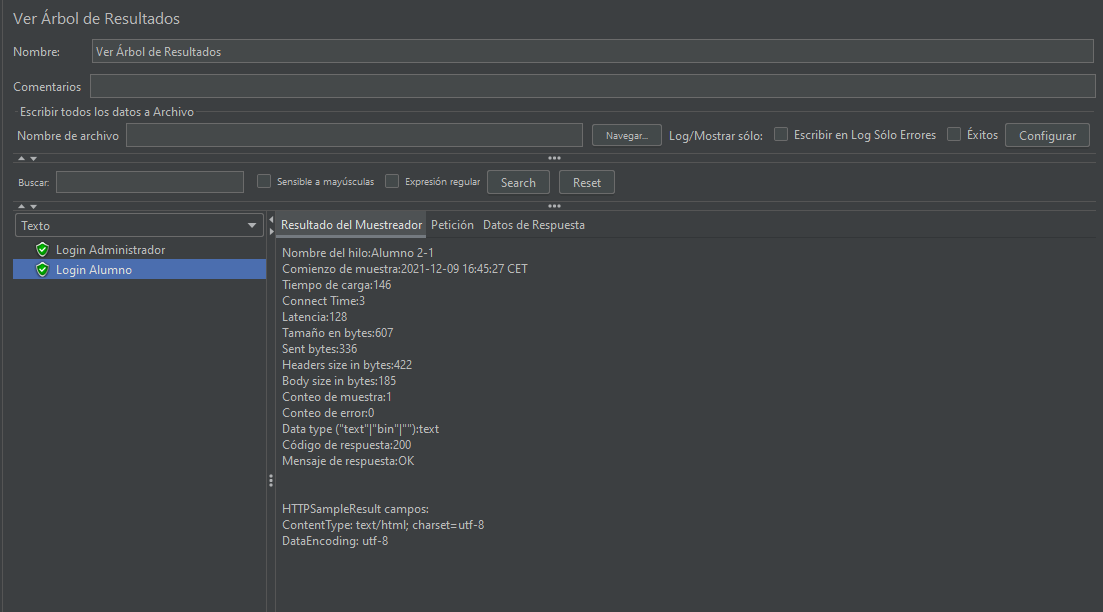 Ver Árbol de Resultados
Nombre: Ver Árbol de Resultados
Comentarios
Escribir todos los datos a Archivo
Nombre de archivo Navegar... Log/Mostrar sólo: Escribir en Log Sólo Errores Éxitos Configurar
Buscar: Sensible a mayúsculas Expresión regular Search Reset
Texto
Login Administrador
Login Alumno
Resultado del Muestreador Petición Datos de Respuesta
Nombre del hilo:Alumno 2-1
Comienzo de muestra:2021-12-09 16:45:27 CET
Tiempo de carga:146
Connect Time:3
Latencia:128
Tamaño en bytes:607
Sent bytes:336
Headers size in bytes:422
Body size in bytes:185
Conteo de muestra:1
Conteo de error:0
Data type ("text"|"bin"|""):text
Código de respuesta:200
Mensaje de respuesta:OK
HTTPSampleResult campos:
ContentType: text/html; charset=utf-8
DataEncoding: utf-8